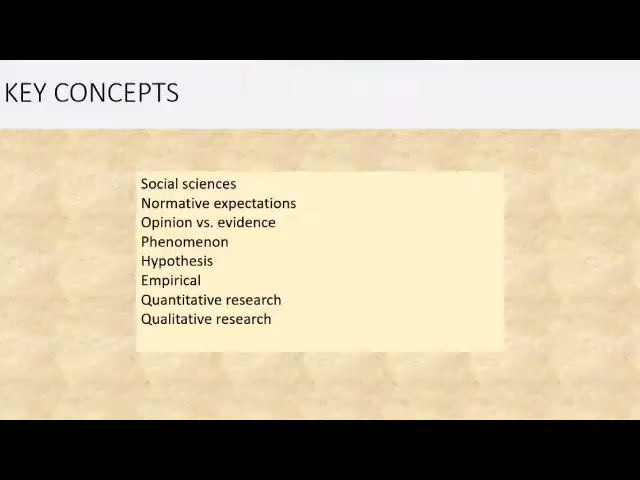 KEY CONCEPTS
Social sciences
Normative expectations
Opinion vs. evidence
Phenomenon
Hypothesis
Empirical
Quantitative research
Qualitative research